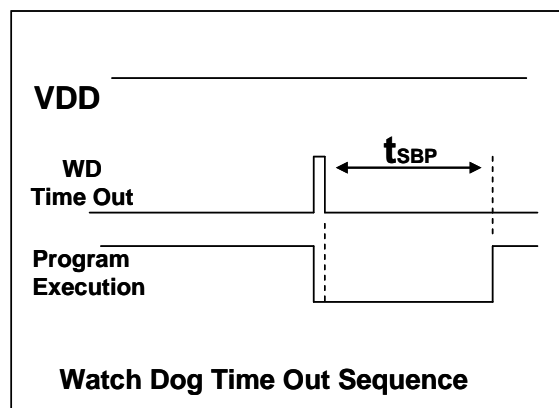 VDD
WD
Time Out
tSBP
Program
Execution
Watch Dog Time Out Sequence